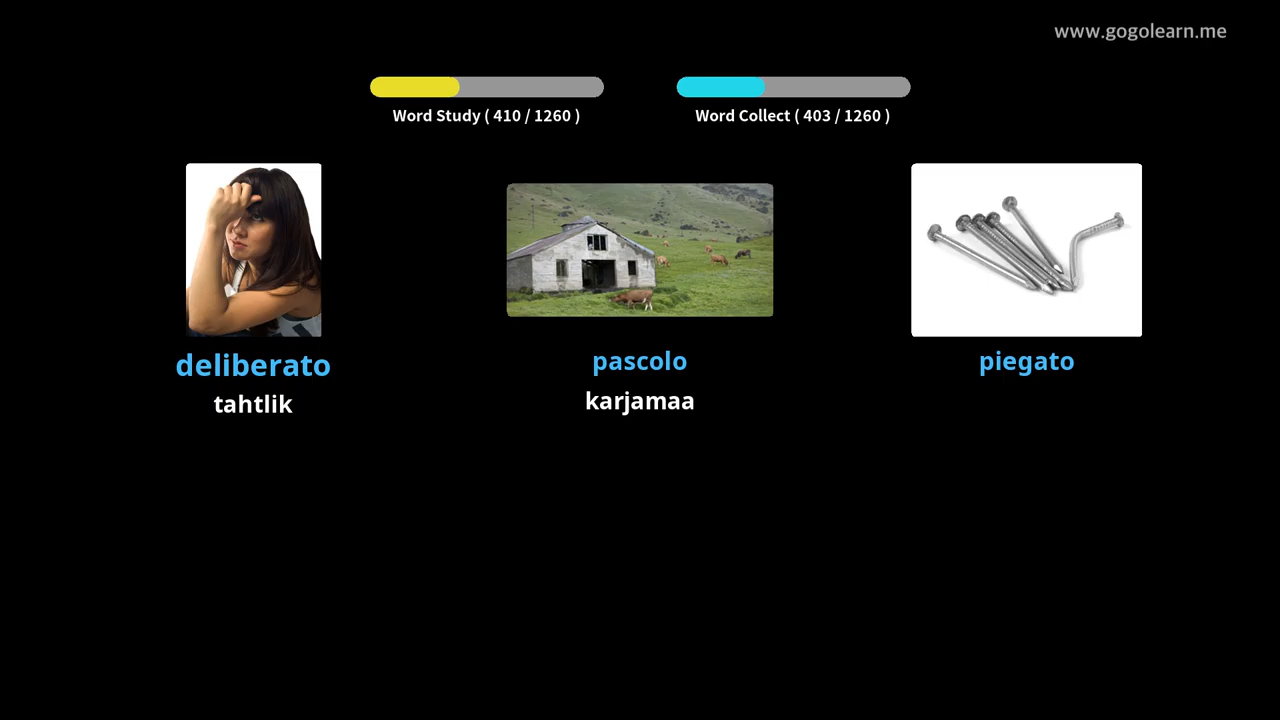 www.gogolearn.me
Word Study ( 410 / 1260 )
Word Collect ( 403 / 1260 )
deliberato
tahtlik
pascolo
karjamaa
piegato